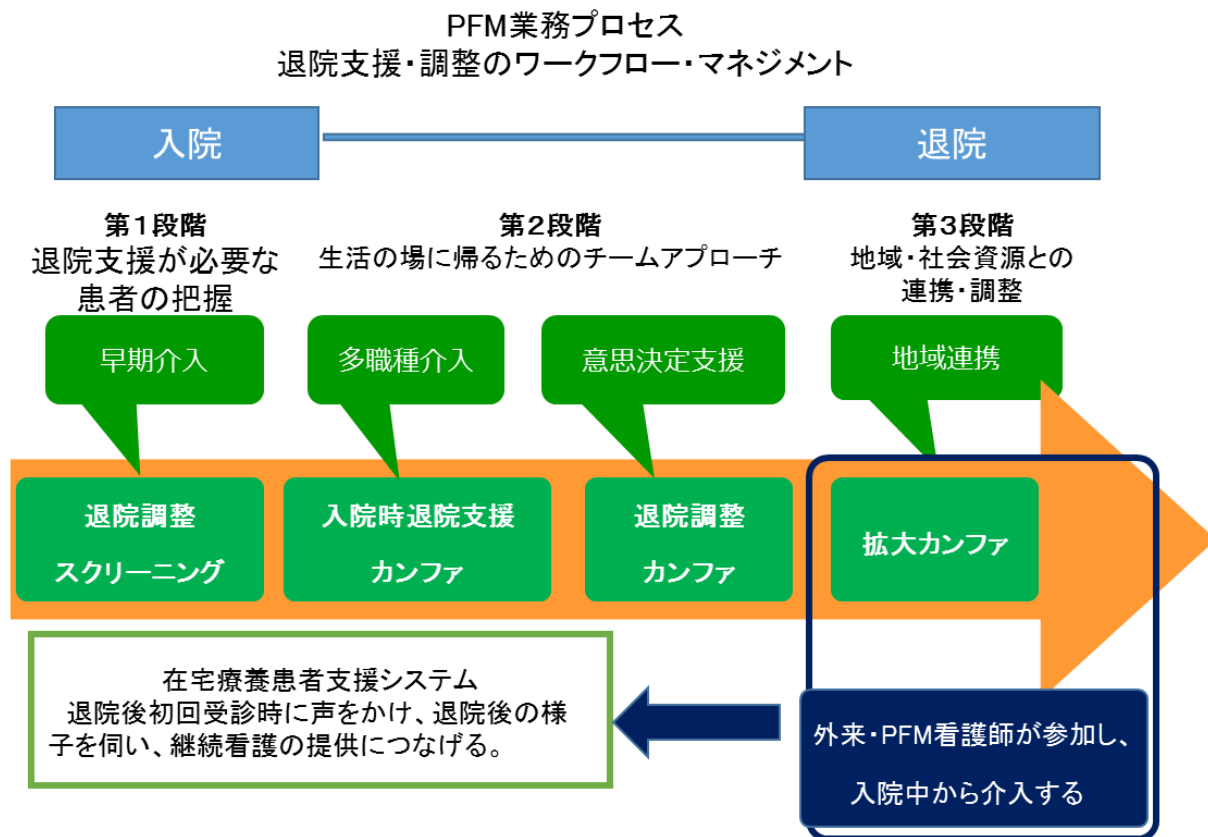 PFM業務プロセス
退院支援・調整のワークフロー・マネジメント
入院
退院
第1段階
退院支援が必要な
患者の把握
第2段階
生活の場に帰るためのチームアプローチ
第3段階
地域・社会資源との
連携・調整
早期介入
多職種介入
意思決定支援
地域連携
退院調整
スクリーニング
入院時退院支援
カンファ
退院調整
カンファ
拡大カンファ
在宅療養患者支援システム
退院後初回受診時に声をかけ、退院後の様
子を伺い、継続看護の提供につなげる。
外来・PFM看護師が参加し、
入院中から介入する